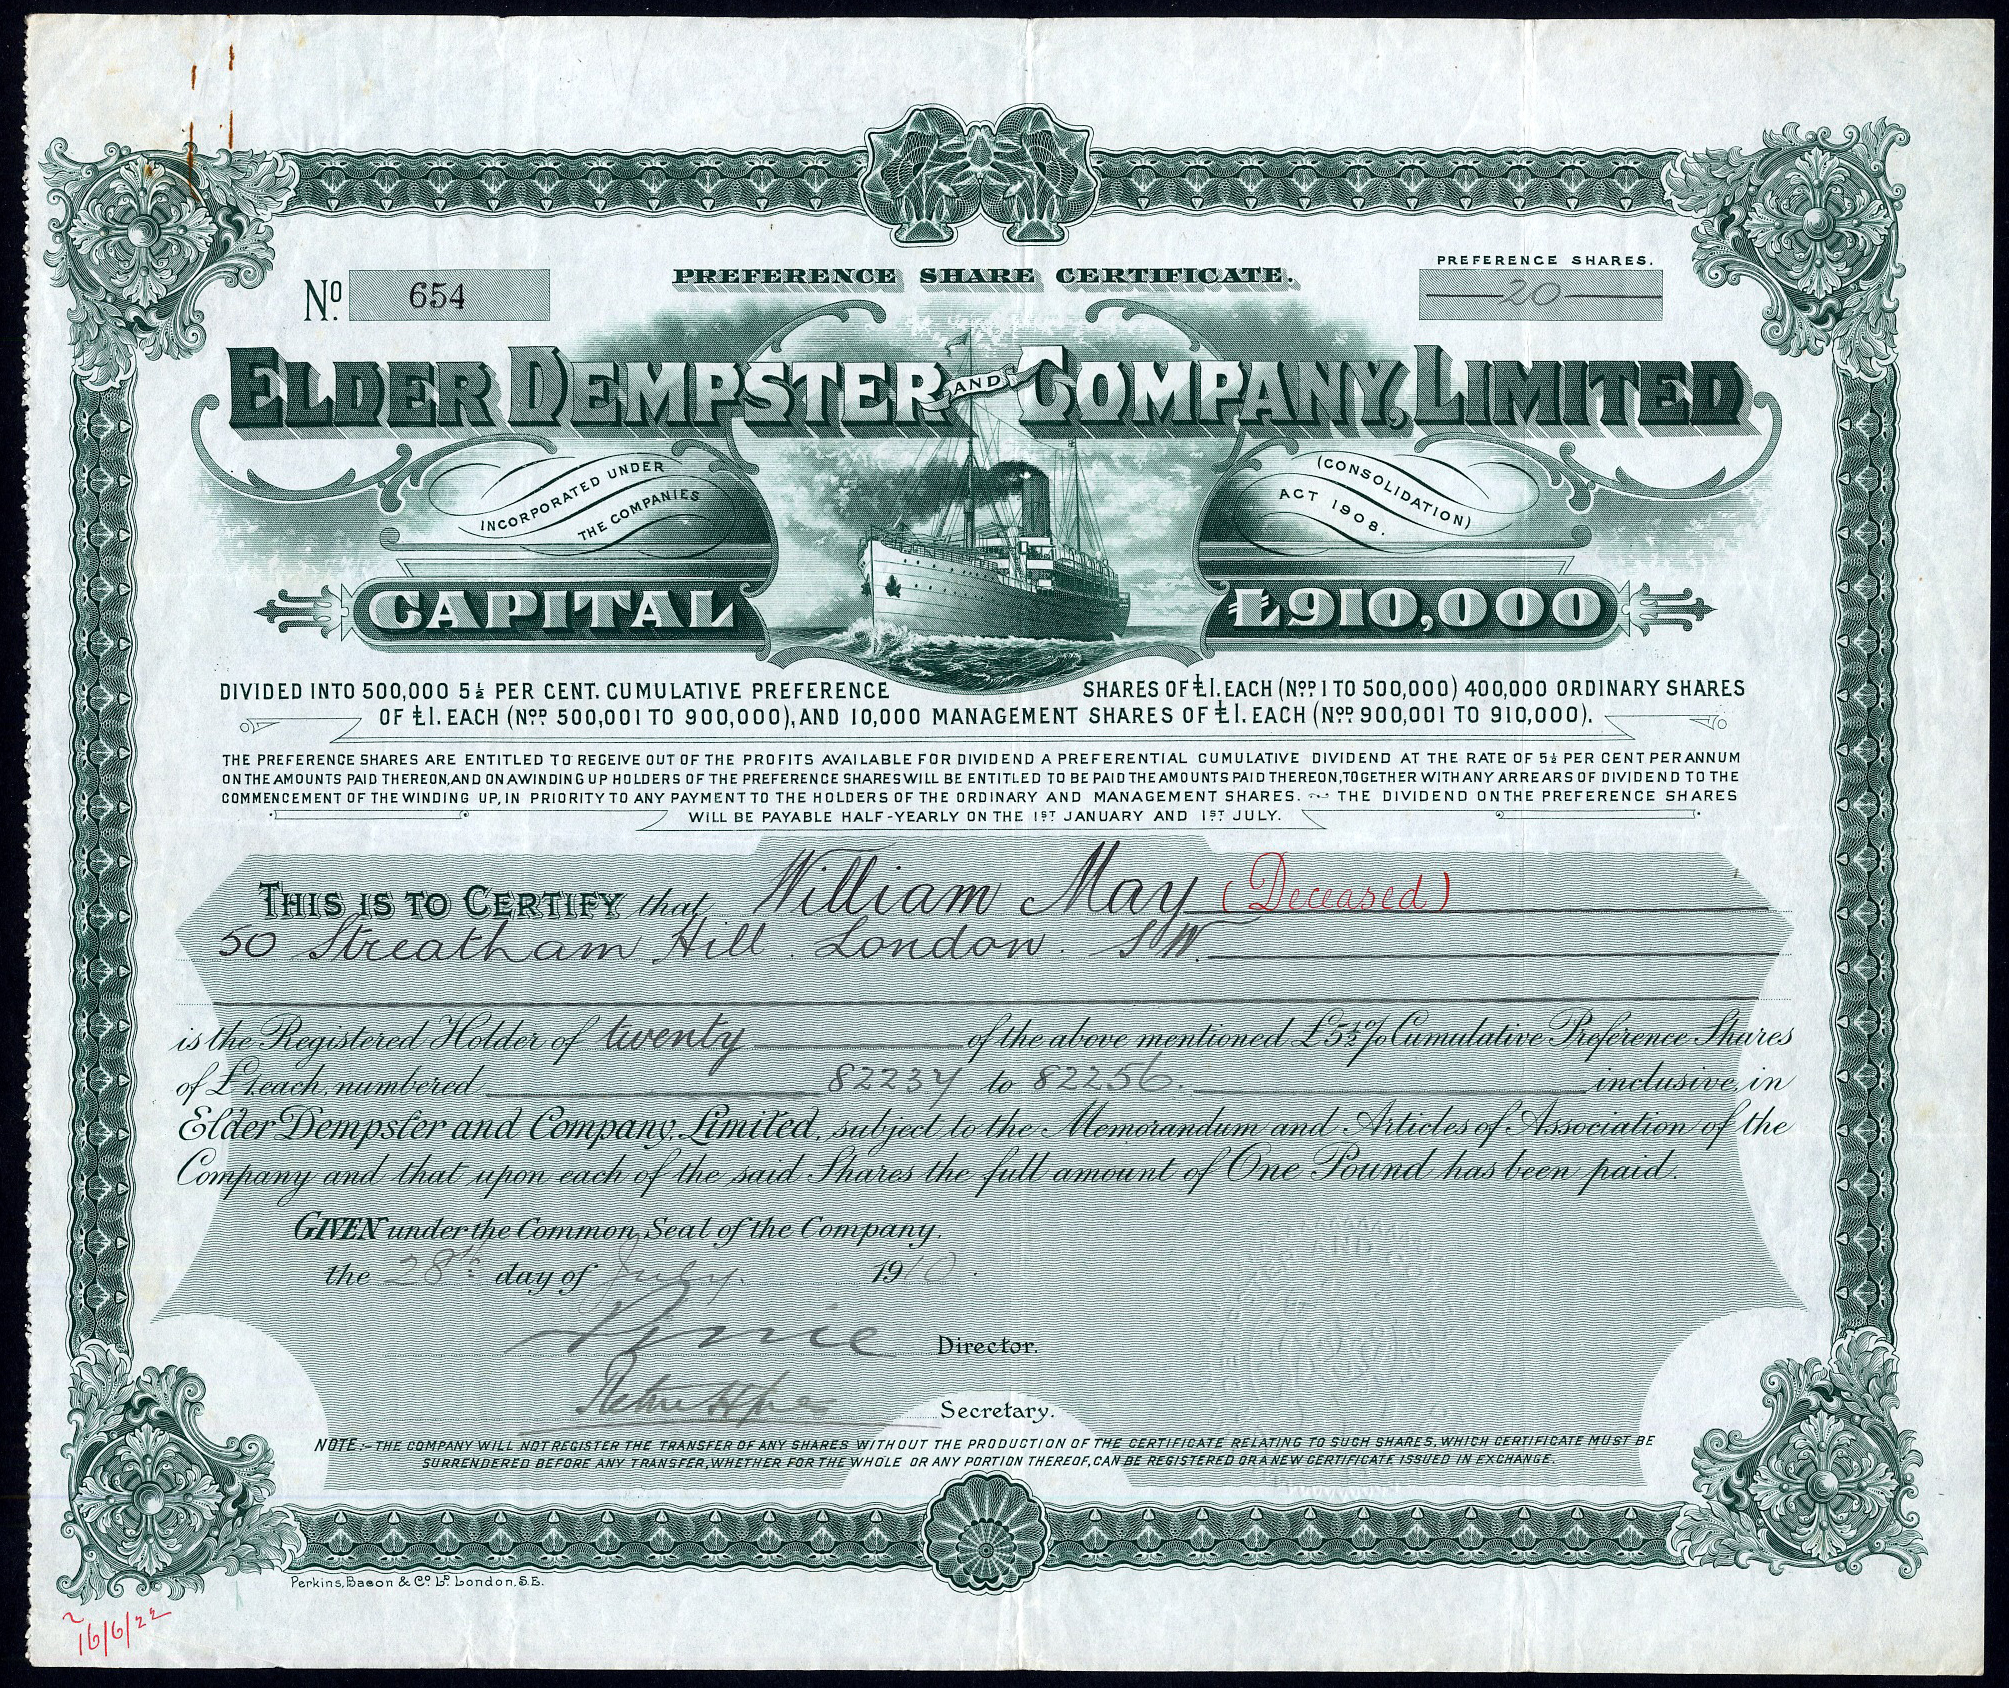 PREFERENCE SHARE CERTIFICATE.
PREFERENCE SHARES.
Nº 654
20
ELDER DEMPSTER AND COMPANY, LIMITED
INCORPORATED UNDER
THE COMPANIES
(CONSOLIDATION)
ACT 1908.
CAPITAL £910,000
DIVIDED INTO 500,000 5½ PER CENT. CUMULATIVE PREFERENCE SHARES OF £1. EACH (Nos. 1 TO 500,000) 400,000 ORDINARY SHARES
OF £1. EACH (Nos. 500,001 TO 900,000), AND 10,000 MANAGEMENT SHARES OF £1. EACH (Nos. 900,001 TO 910,000).
THE PREFERENCE SHARES ARE ENTITLED TO RECEIVE OUT OF THE PROFITS AVAILABLE FOR DIVIDEND A PREFERENTIAL CUMULATIVE DIVIDEND AT THE RATE OF 5½ PER CENT PER ANNUM
ON THE AMOUNTS PAID THEREON, AND ON A WINDING UP HOLDERS OF THE PREFERENCE SHARES WILL BE ENTITLED TO BE PAID THE AMOUNTS PAID THEREON, TOGETHER WITH ANY ARREARS OF DIVIDEND TO THE
COMMENCEMENT OF THE WINDING UP, IN PRIORITY TO ANY PAYMENT TO THE HOLDERS OF THE ORDINARY AND MANAGEMENT SHARES. ~ THE DIVIDEND ON THE PREFERENCE SHARES
WILL BE PAYABLE HALF-YEARLY ON THE 1ST JANUARY AND 1ST JULY.
THIS IS TO CERTIFY that William May (Deceased)
50 Streatham Hill. London. S.W.
is the Registered Holder of twenty of the above mentioned £5½% Cumulative Preference Shares
of £1 each, numbered 82237 to 82256. inclusive, in
Elder Dempster and Company, Limited, subject to the Memorandum and Articles of Association of the
Company and that upon each of the said Shares the full amount of One Pound has been paid.
GIVEN under the Common Seal of the Company,
the 28th day of July. 1910.
Pirrie Director.
Secretary.
NOTE:-THE COMPANY WILL NOT REGISTER THE TRANSFER OF ANY SHARES WITHOUT THE PRODUCTION OF THE CERTIFICATE RELATING TO SUCH SHARES, WHICH CERTIFICATE MUST BE
SURRENDERED BEFORE ANY TRANSFER, WHETHER FOR THE WHOLE OR ANY PORTION THEREOF, CAN BE REGISTERED OR A NEW CERTIFICATE ISSUED IN EXCHANGE.
Perkins, Bacon & Co. Ld. London, S.E.
16/6/22